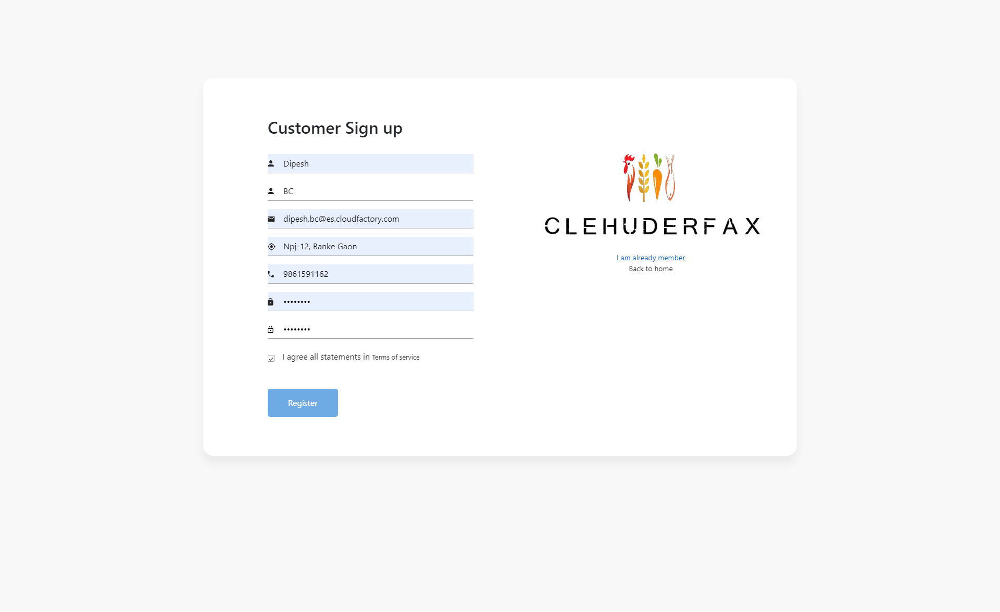 Customer Sign up
Dipesh
BC
dipesh.bc@es.cloudfactory.com
Npj-12, Banke Gaon
9861591162
••••••••
••••••••
I agree all statements in Terms of service
Register
CLEHUDERFAX
I am already member
Back to home